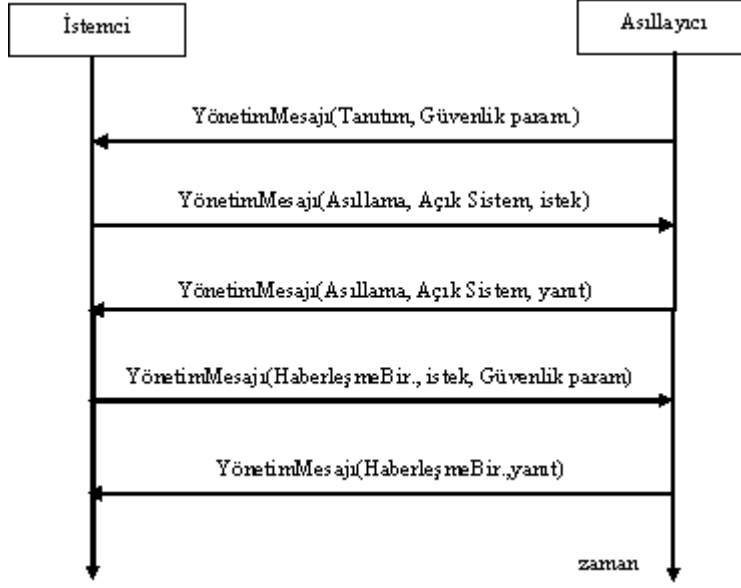 İstemci
Asıllayıcı
YönetimMesajı(Tanıtım, Güvenlik param.)
YönetimMesajı(Asıllama, Açık Sistem, istek)
YönetimMesajı(Asıllama, Açık Sistem, yanıt)
YönetimMesajı(HaberleşmeBir., istek, Güvenlik param)
YönetimMesajı(HaberleşmeBir.,yanıt)
zaman